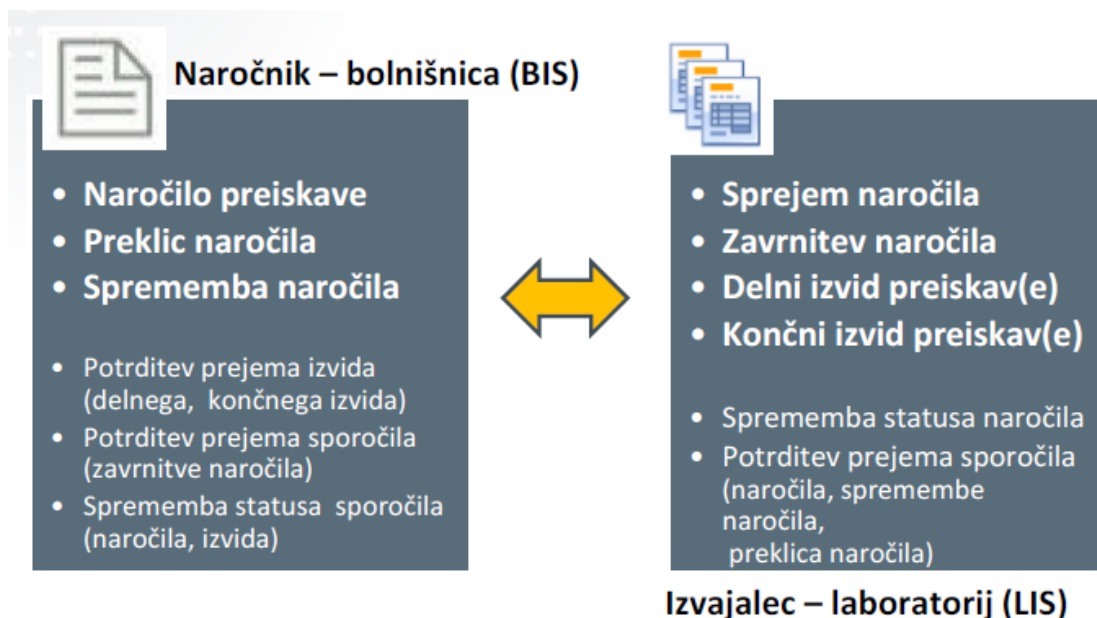 Naročnik – bolnišnica (BIS)
• Naročilo preiskave
• Preklic naročila
• Sprememba naročila
• Potrditev prejema izvida
(delnega, končnega izvida)
• Potrditev prejema sporočila
(zavrnitve naročila)
• Sprememba statusa sporočila
(naročila, izvida)
• Sprejem naročila
• Zavrnitev naročila
• Delni izvid preiskav(e)
• Končni izvid preiskav(e)
• Sprememba statusa naročila
• Potrditev prejema sporočila
(naročila, spremembe
naročila,
preklica naročila)
Izvajalec – laboratorij (LIS)